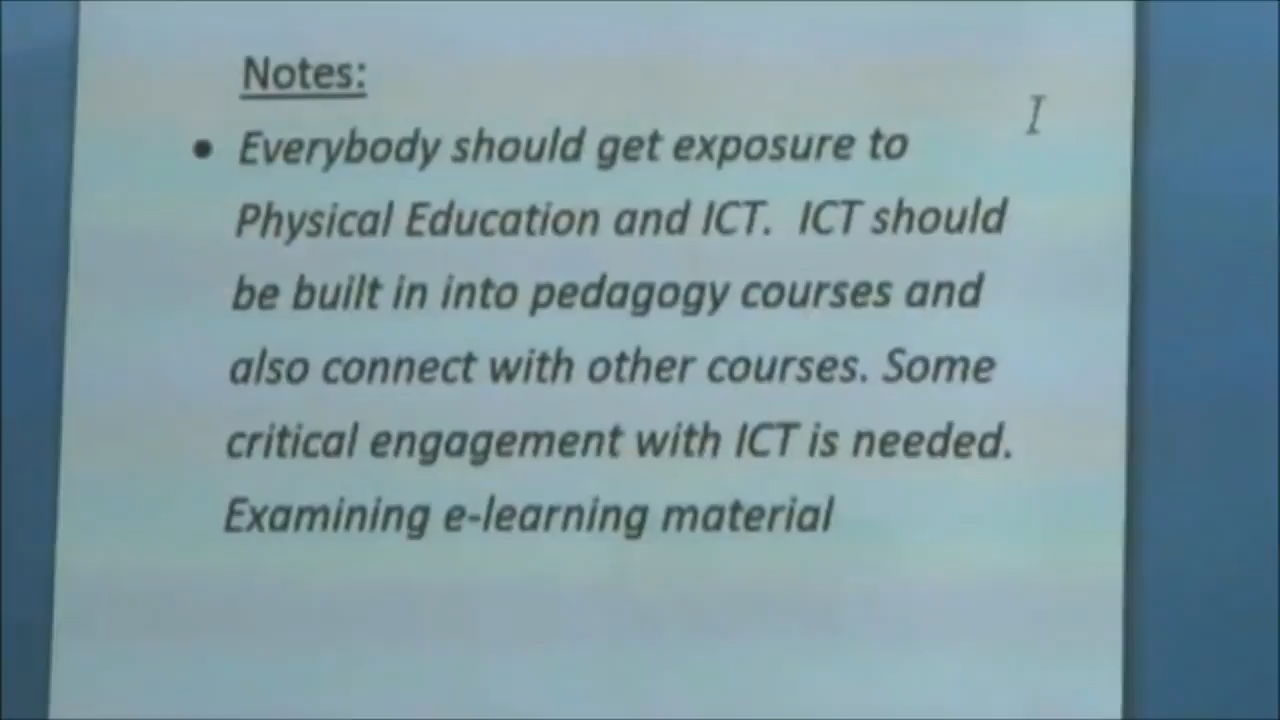 Notes:
• Everybody should get exposure to
Physical Education and ICT. ICT should
be built in into pedagogy courses and
also connect with other courses. Some
critical engagement with ICT is needed.
Examining e-learning material